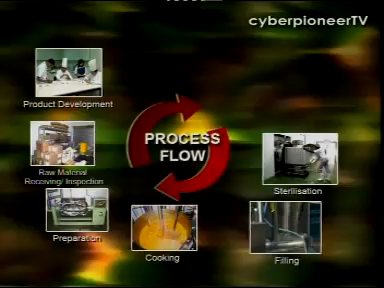 cyberpioneerTV
Product Development
PROCESS
FLOW
Raw Material
Receiving/ Inspection
Sterilisation
Preparation
Cooking
Filling